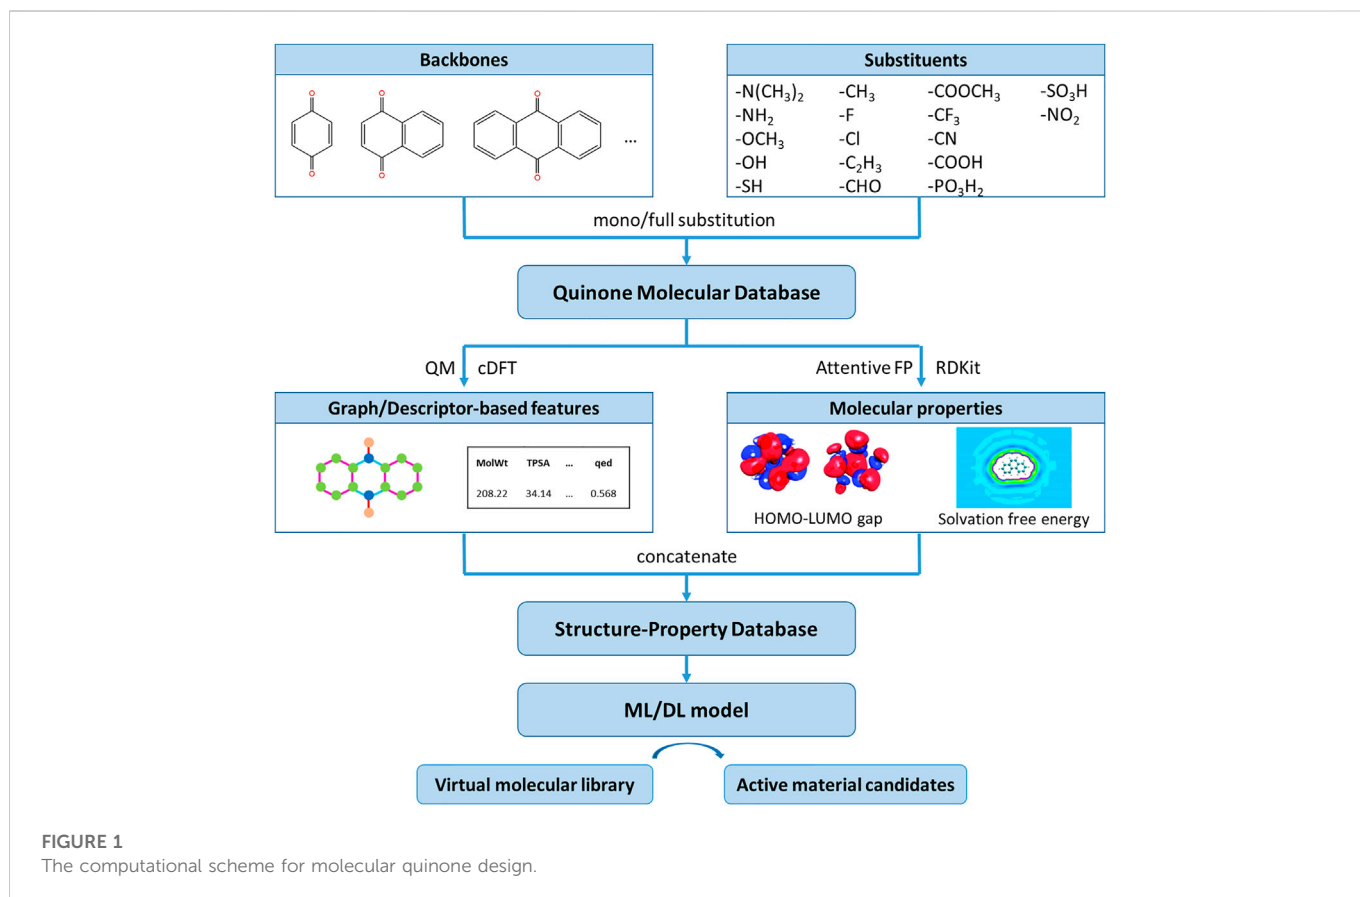 Backbones
O
O
O
O
O
O
...
Substituents
-N(CH₃)₂ -CH₃ -COOCH₃ -SO₃H
-NH₂ -F -CF₃ -NO₂
-OCH₃ -Cl -CN
-OH -C₂H₃ -COOH
-SH -CHO -PO₃H₂
mono/full substitution
Quinone Molecular Database
QM cDFT
Attentive FP RDKit
Graph/Descriptor-based features
MolWt TPSA ... qed
208.22 34.14 ... 0.568
Molecular properties
HOMO-LUMO gap
Solvation free energy
concatenate
Structure-Property Database
ML/DL model
Virtual molecular library
Active material candidates
FIGURE 1
The computational scheme for molecular quinone design.